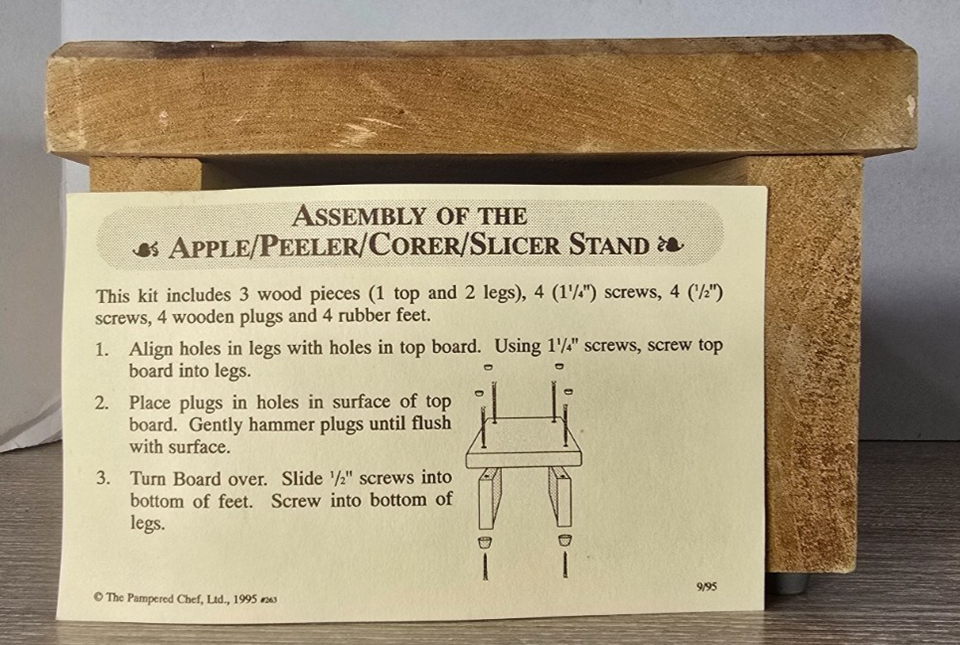 ASSEMBLY OF THE
APPLE/PEELER/CORER/SLICER STAND
This kit includes 3 wood pieces (1 top and 2 legs), 4 (1¹/₄") screws, 4 (¹/₂")
screws, 4 wooden plugs and 4 rubber feet.
1. Align holes in legs with holes in top board. Using 1¹/₄" screws, screw top
board into legs.
2. Place plugs in holes in surface of top
board. Gently hammer plugs until flush
with surface.
3. Turn Board over. Slide ¹/₂" screws into
bottom of feet. Screw into bottom of
legs.
© The Pampered Chef, Ltd., 1995 #263
9/95